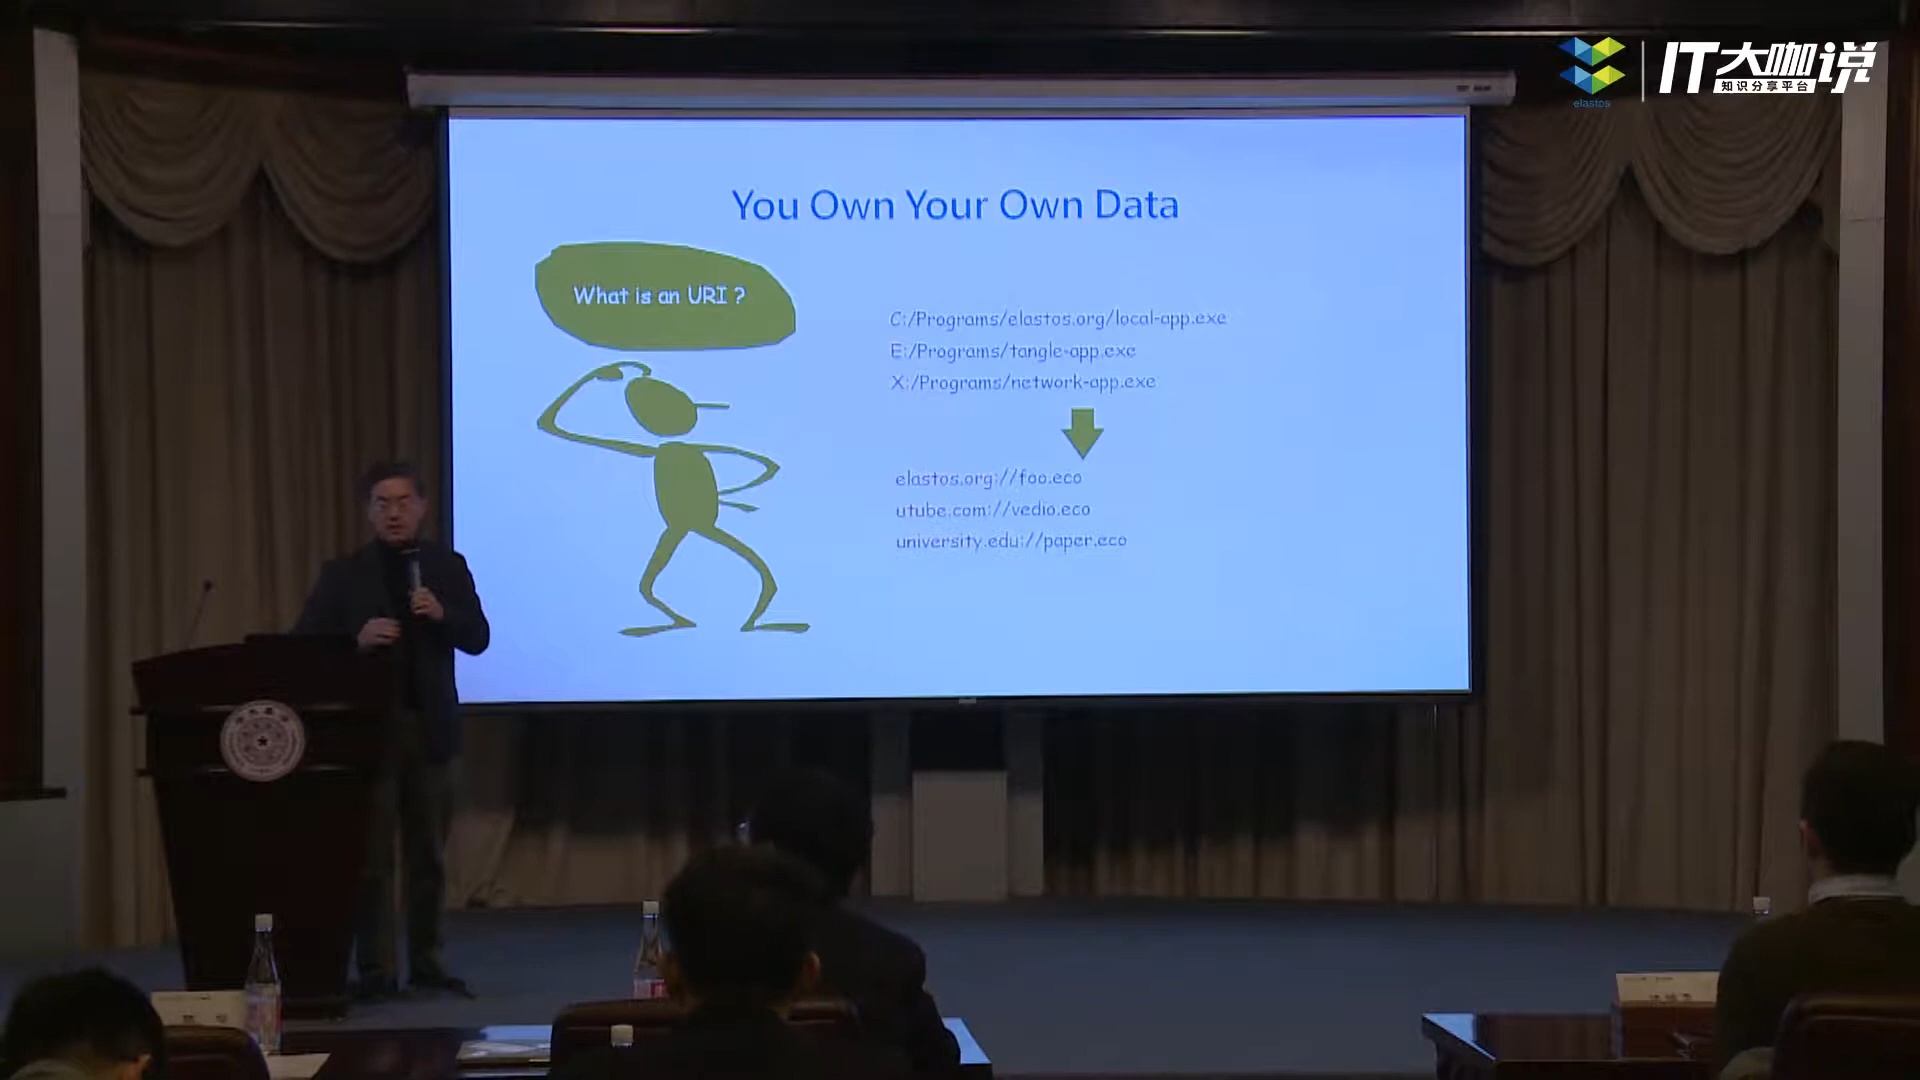 elastos
IT大咖说
知识分享平台
You Own Your Own Data
What is an URI ?
C:/Programs/elastos.org/local-app.exe
E:/Programs/tangle-app.exe
X:/Programs/network-app.exe
elastos.org://foo.eco
utube.com://vedio.eco
university.edu://paper.eco